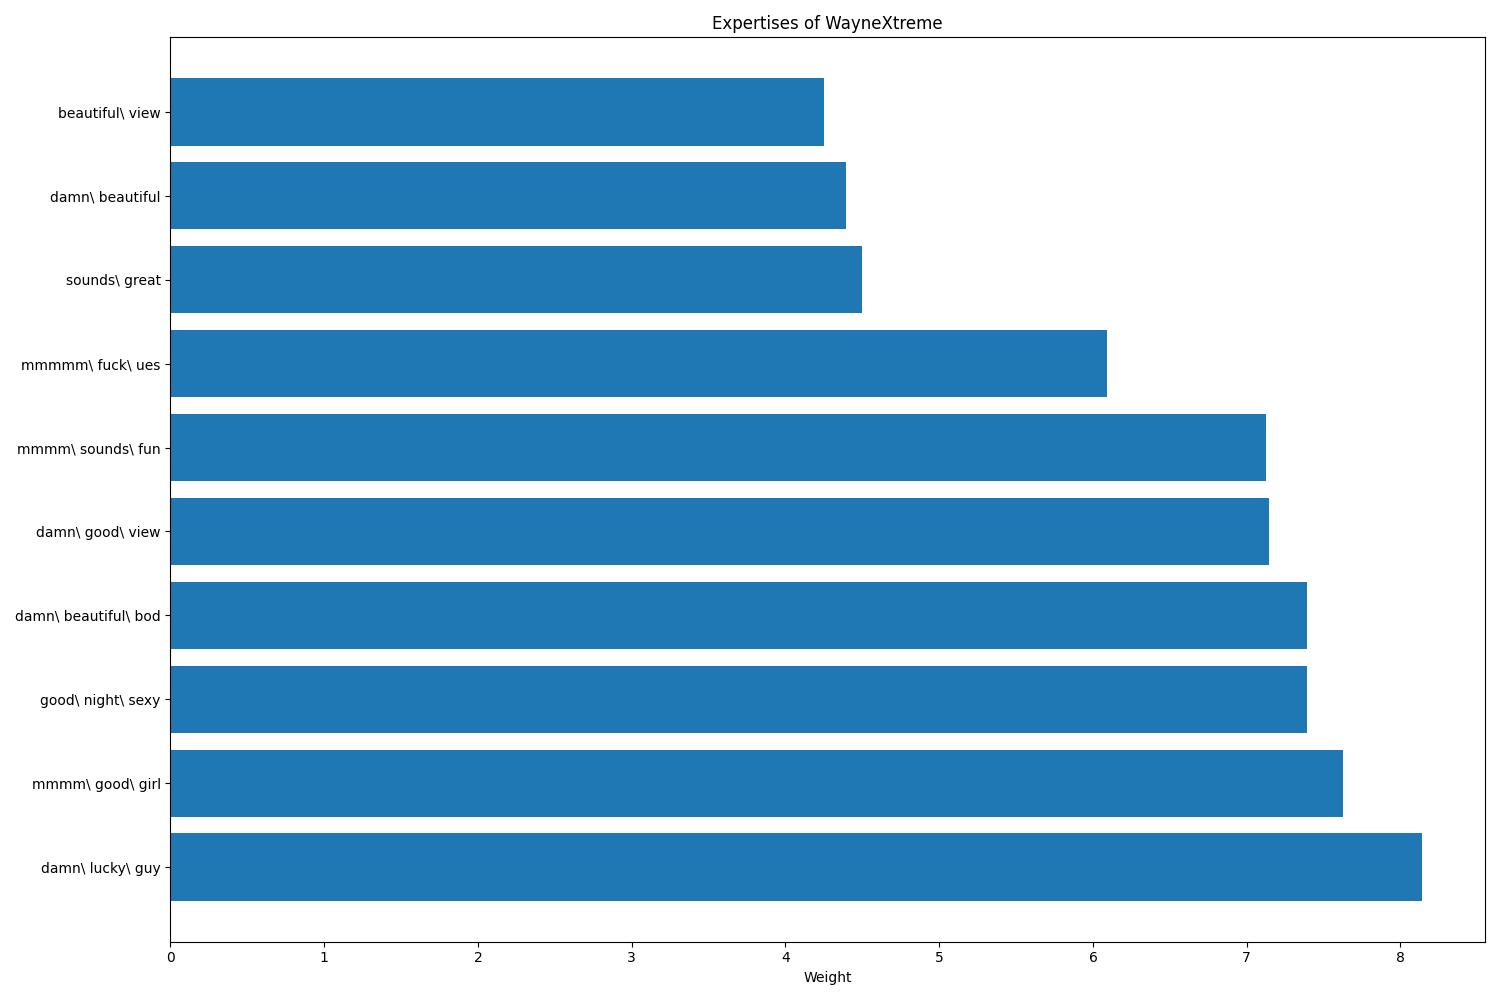 Expertises of WayneXtreme
beautiful\ view
damn\ beautiful
sounds\ great
mmmmm\ fuck\ ues
mmmm\ sounds\ fun
damn\ good\ view
damn\ beautiful\ bod
good\ night\ sexy
mmmm\ good\ girl
damn\ lucky\ guy
0 1 2 3 4 5 6 7 8
Weight